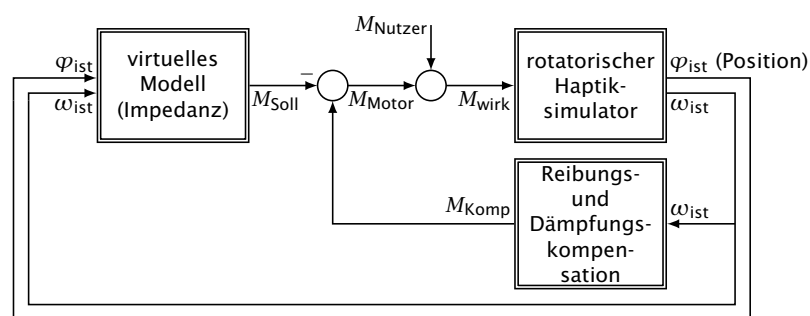 M_Nutzer
φ_ist
ω_ist
virtuelles
Modell
(Impedanz)
M_Soll
−
M_Motor
M_wirk
rotatorischer
Haptik-
simulator
φ_ist (Position)
ω_ist
M_Komp
Reibungs-
und
Dämpfungs-
kompen-
sation
ω_ist